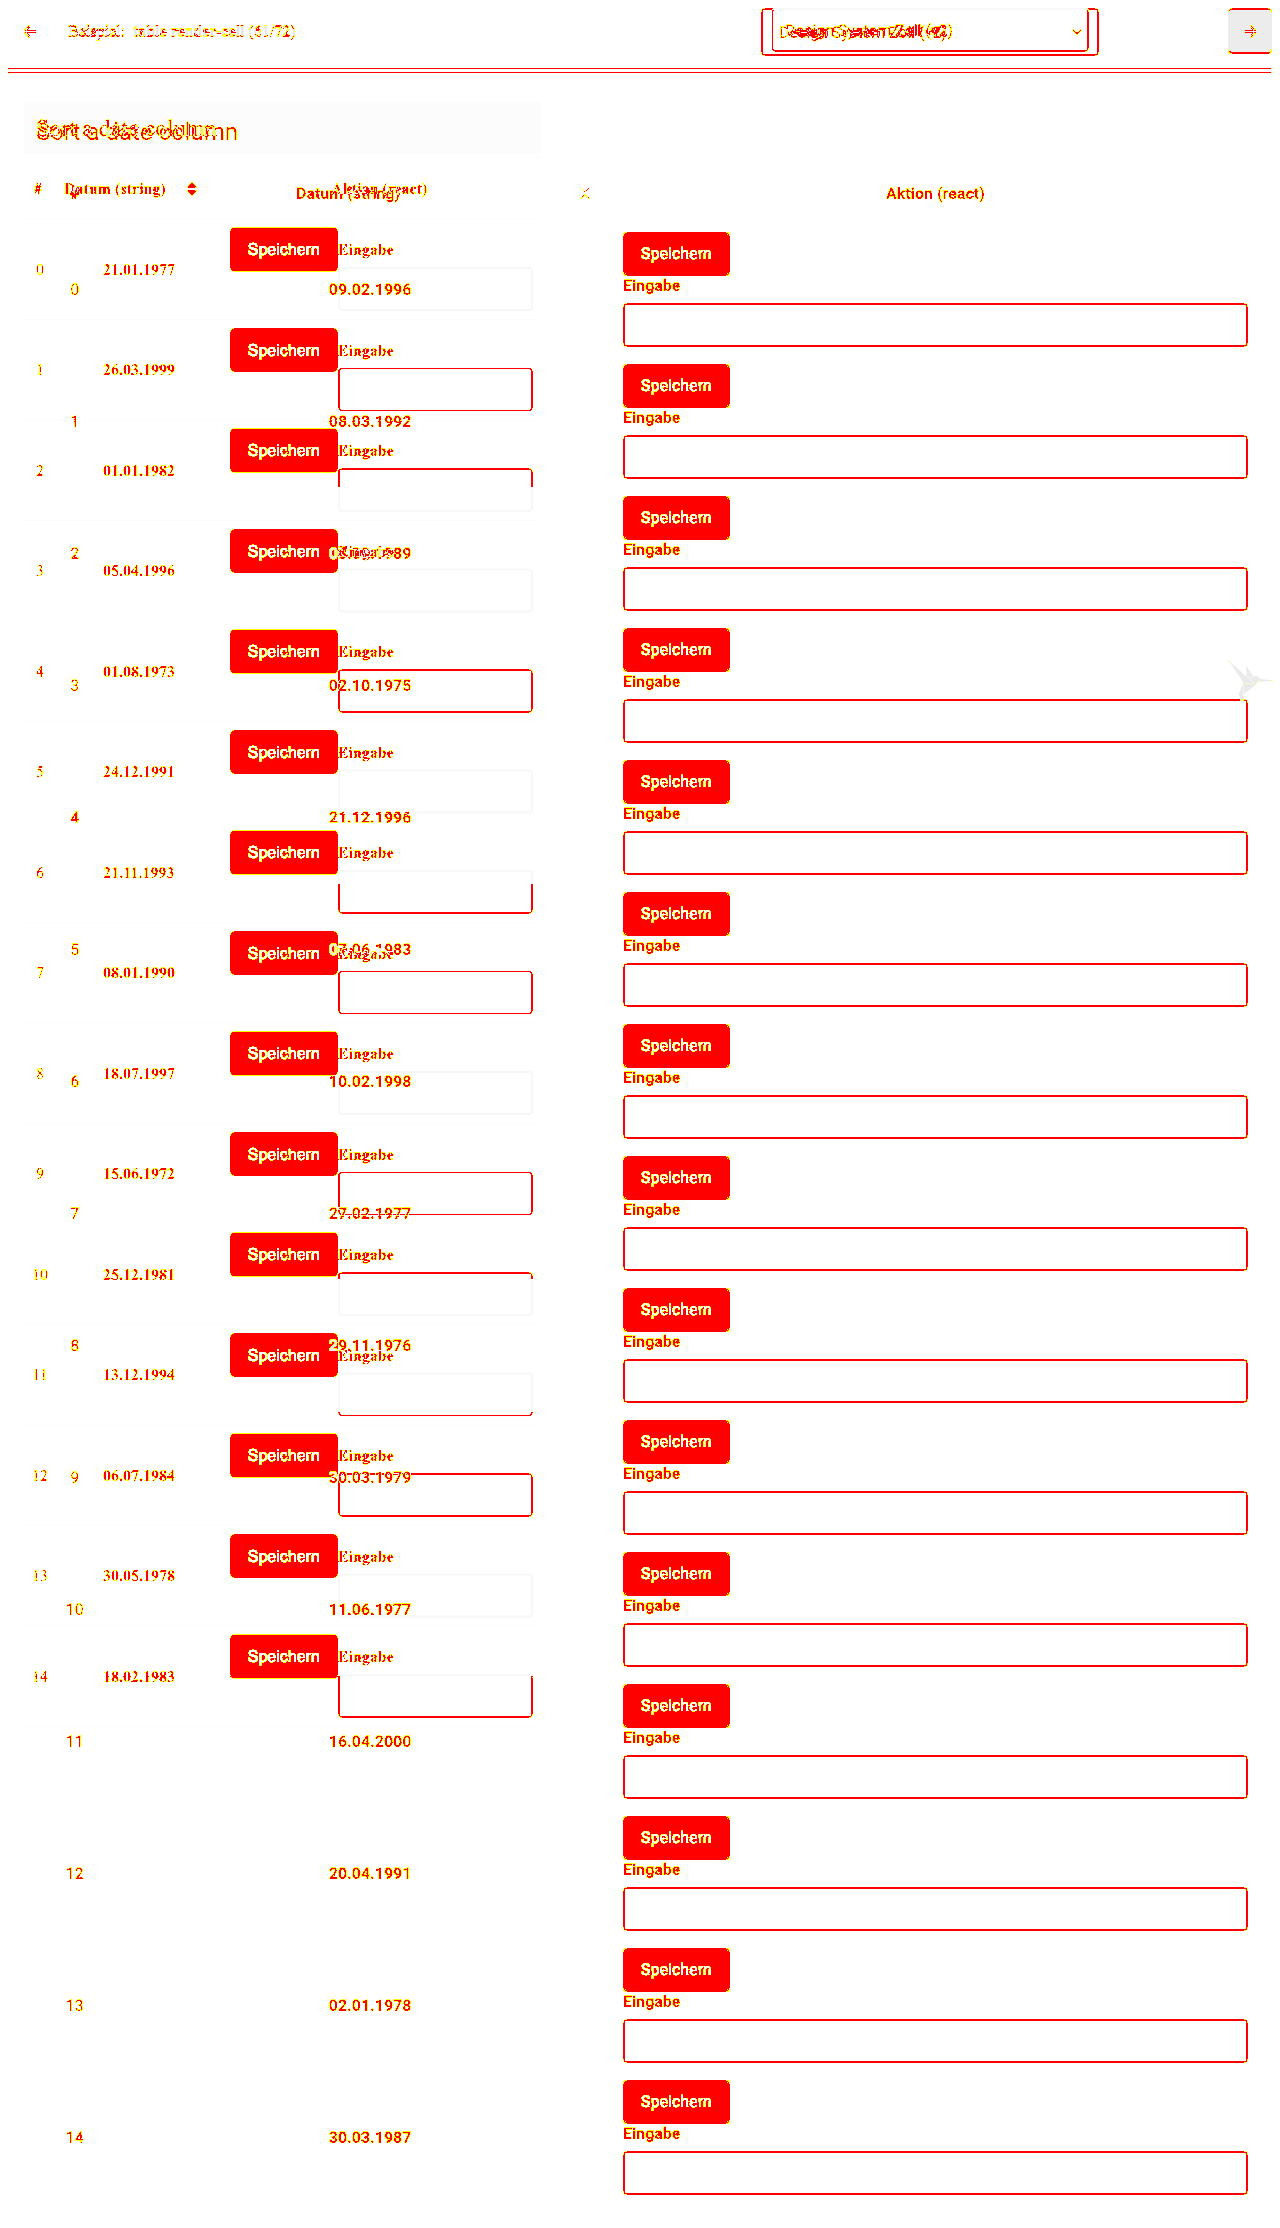 Beispiel: table render-cell (61/72)
Design System Zoll (v2)
Sort a date column
# Datum (string) Aktion (react)
# Datum (string) Aktion (react)
Speichern Eingabe Speichern
0 21.01.1977
Eingabe
0 09.02.1996
Speichern Eingabe
1 26.03.1999 Speichern
1 08.03.1992 Eingabe
Speichern Eingabe
2 01.01.1982
Speichern
Speichern Eingabe
2
3 05.04.1996
Speichern Eingabe Speichern
4 01.08.1973
3 02.10.1975 Eingabe
Speichern Eingabe
5 24.12.1991 Speichern
4 21.12.1996 Eingabe
Speichern Eingabe
6 21.11.1993
Speichern
5 07.06.1983 Eingabe
Speichern Eingabe
7 08.01.1990
Speichern Eingabe Speichern
8 18.07.1997
6 10.02.1998 Eingabe
Speichern Eingabe
9 15.06.1972 Speichern
7 27.02.1977 Eingabe
Speichern Eingabe
10 25.12.1981
Speichern
8 29.11.1976 Eingabe
Speichern Eingabe
11 13.12.1994
Speichern Eingabe Speichern
12 06.07.1984
9 30.03.1979 Eingabe
Speichern Eingabe
13 30.05.1978 Speichern
10 11.06.1977 Eingabe
Speichern Eingabe
14 18.02.1983
Speichern
11 16.04.2000 Eingabe
Speichern
12 20.04.1991 Eingabe
Speichern
13 02.01.1978 Eingabe
Speichern
14 30.03.1987 Eingabe